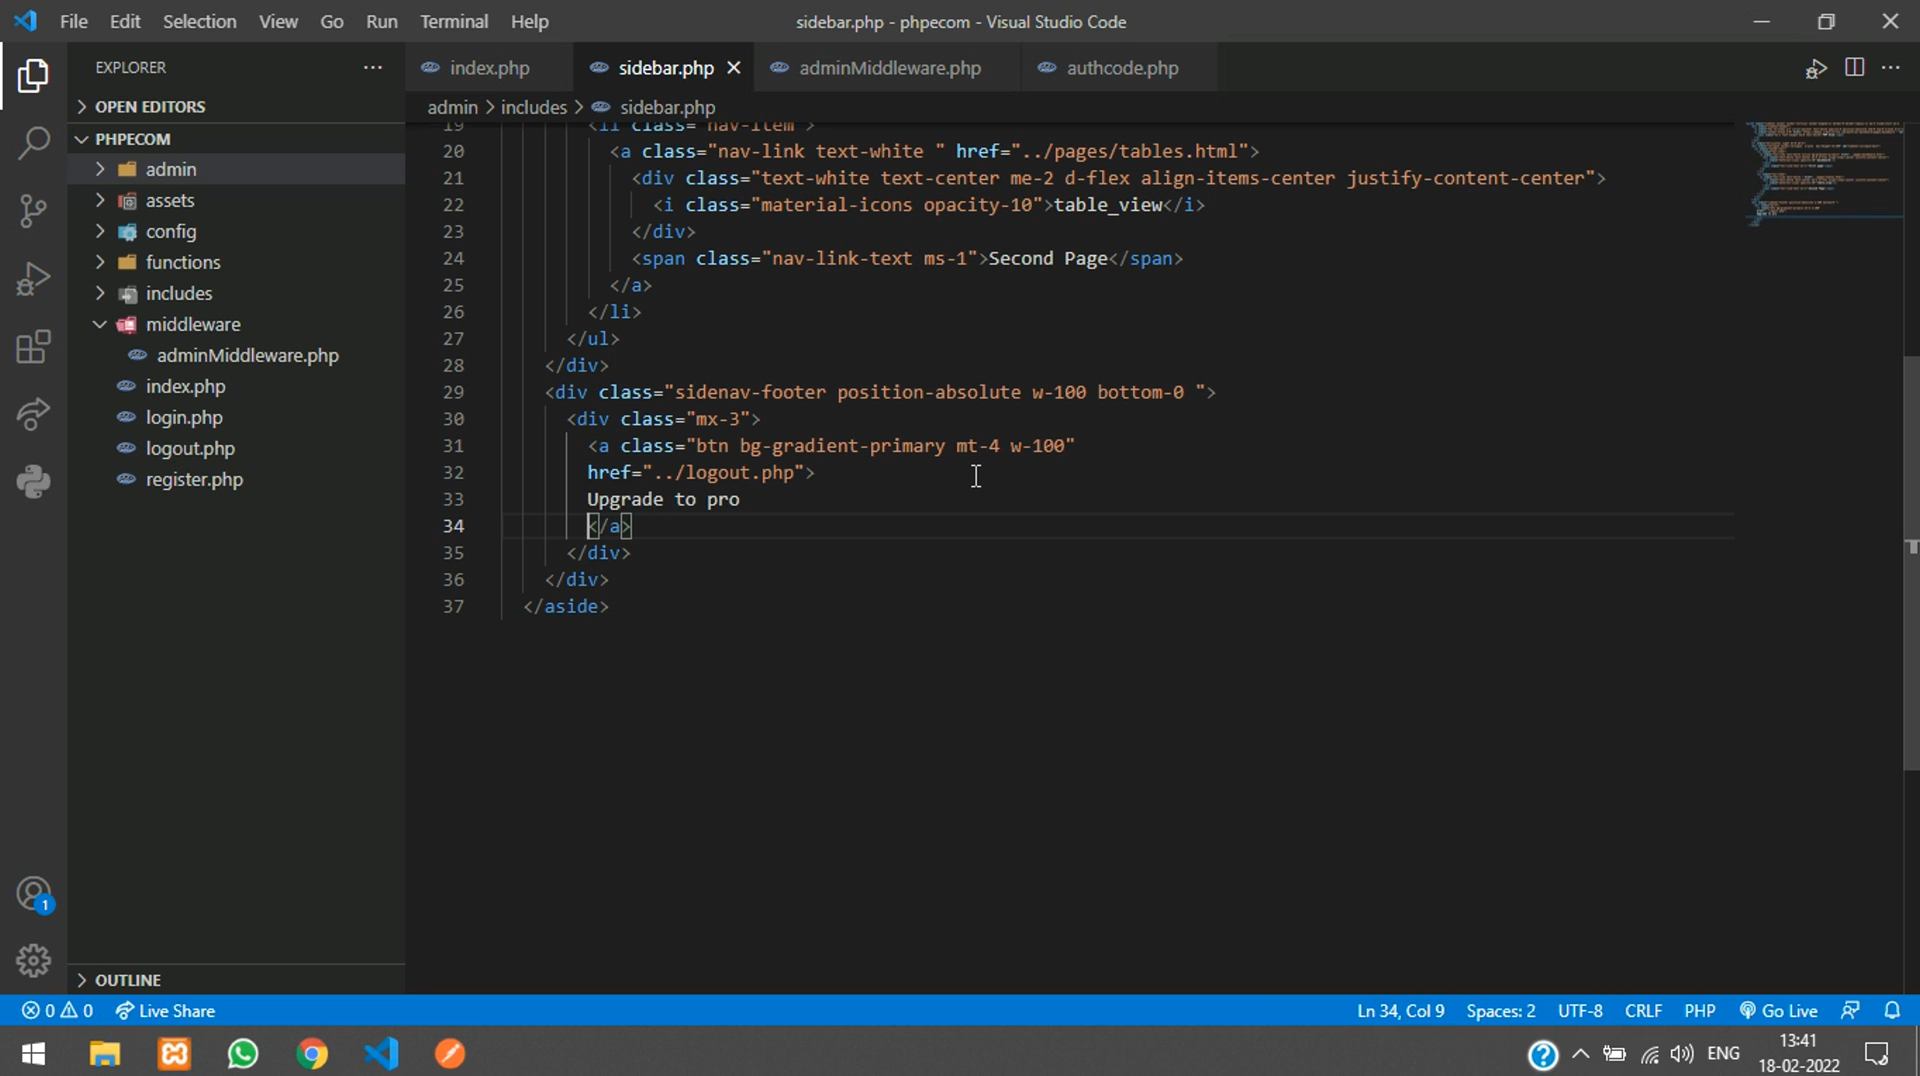 File Edit Selection View Go Run Terminal Help
sidebar.php - phpecom - Visual Studio Code
EXPLORER
index.php
sidebar.php
adminMiddleware.php
authcode.php
OPEN EDITORS
admin > includes > sidebar.php
PHPECOM
admin
assets
config
functions
includes
middleware
adminMiddleware.php
index.php
login.php
logout.php
register.php
OUTLINE
19 <li class="nav-item">
20 <a class="nav-link text-white " href="../pages/tables.html">
21 <div class="text-white text-center me-2 d-flex align-items-center justify-content-center">
22 <i class="material-icons opacity-10">table_view</i>
23 </div>
24 <span class="nav-link-text ms-1">Second Page</span>
25 </a>
26 </li>
27 </ul>
28 </div>
29 <div class="sidenav-footer position-absolute w-100 bottom-0 ">
30 <div class="mx-3">
31 <a class="btn bg-gradient-primary mt-4 w-100"
32 href="../logout.php">
33 Upgrade to pro
34 </a>
35 </div>
36 </div>
37 </aside>
1
0 0 Live Share
Ln 34, Col 9 Spaces: 2 UTF-8 CRLF PHP Go Live
ENG
13:41
18-02-2022